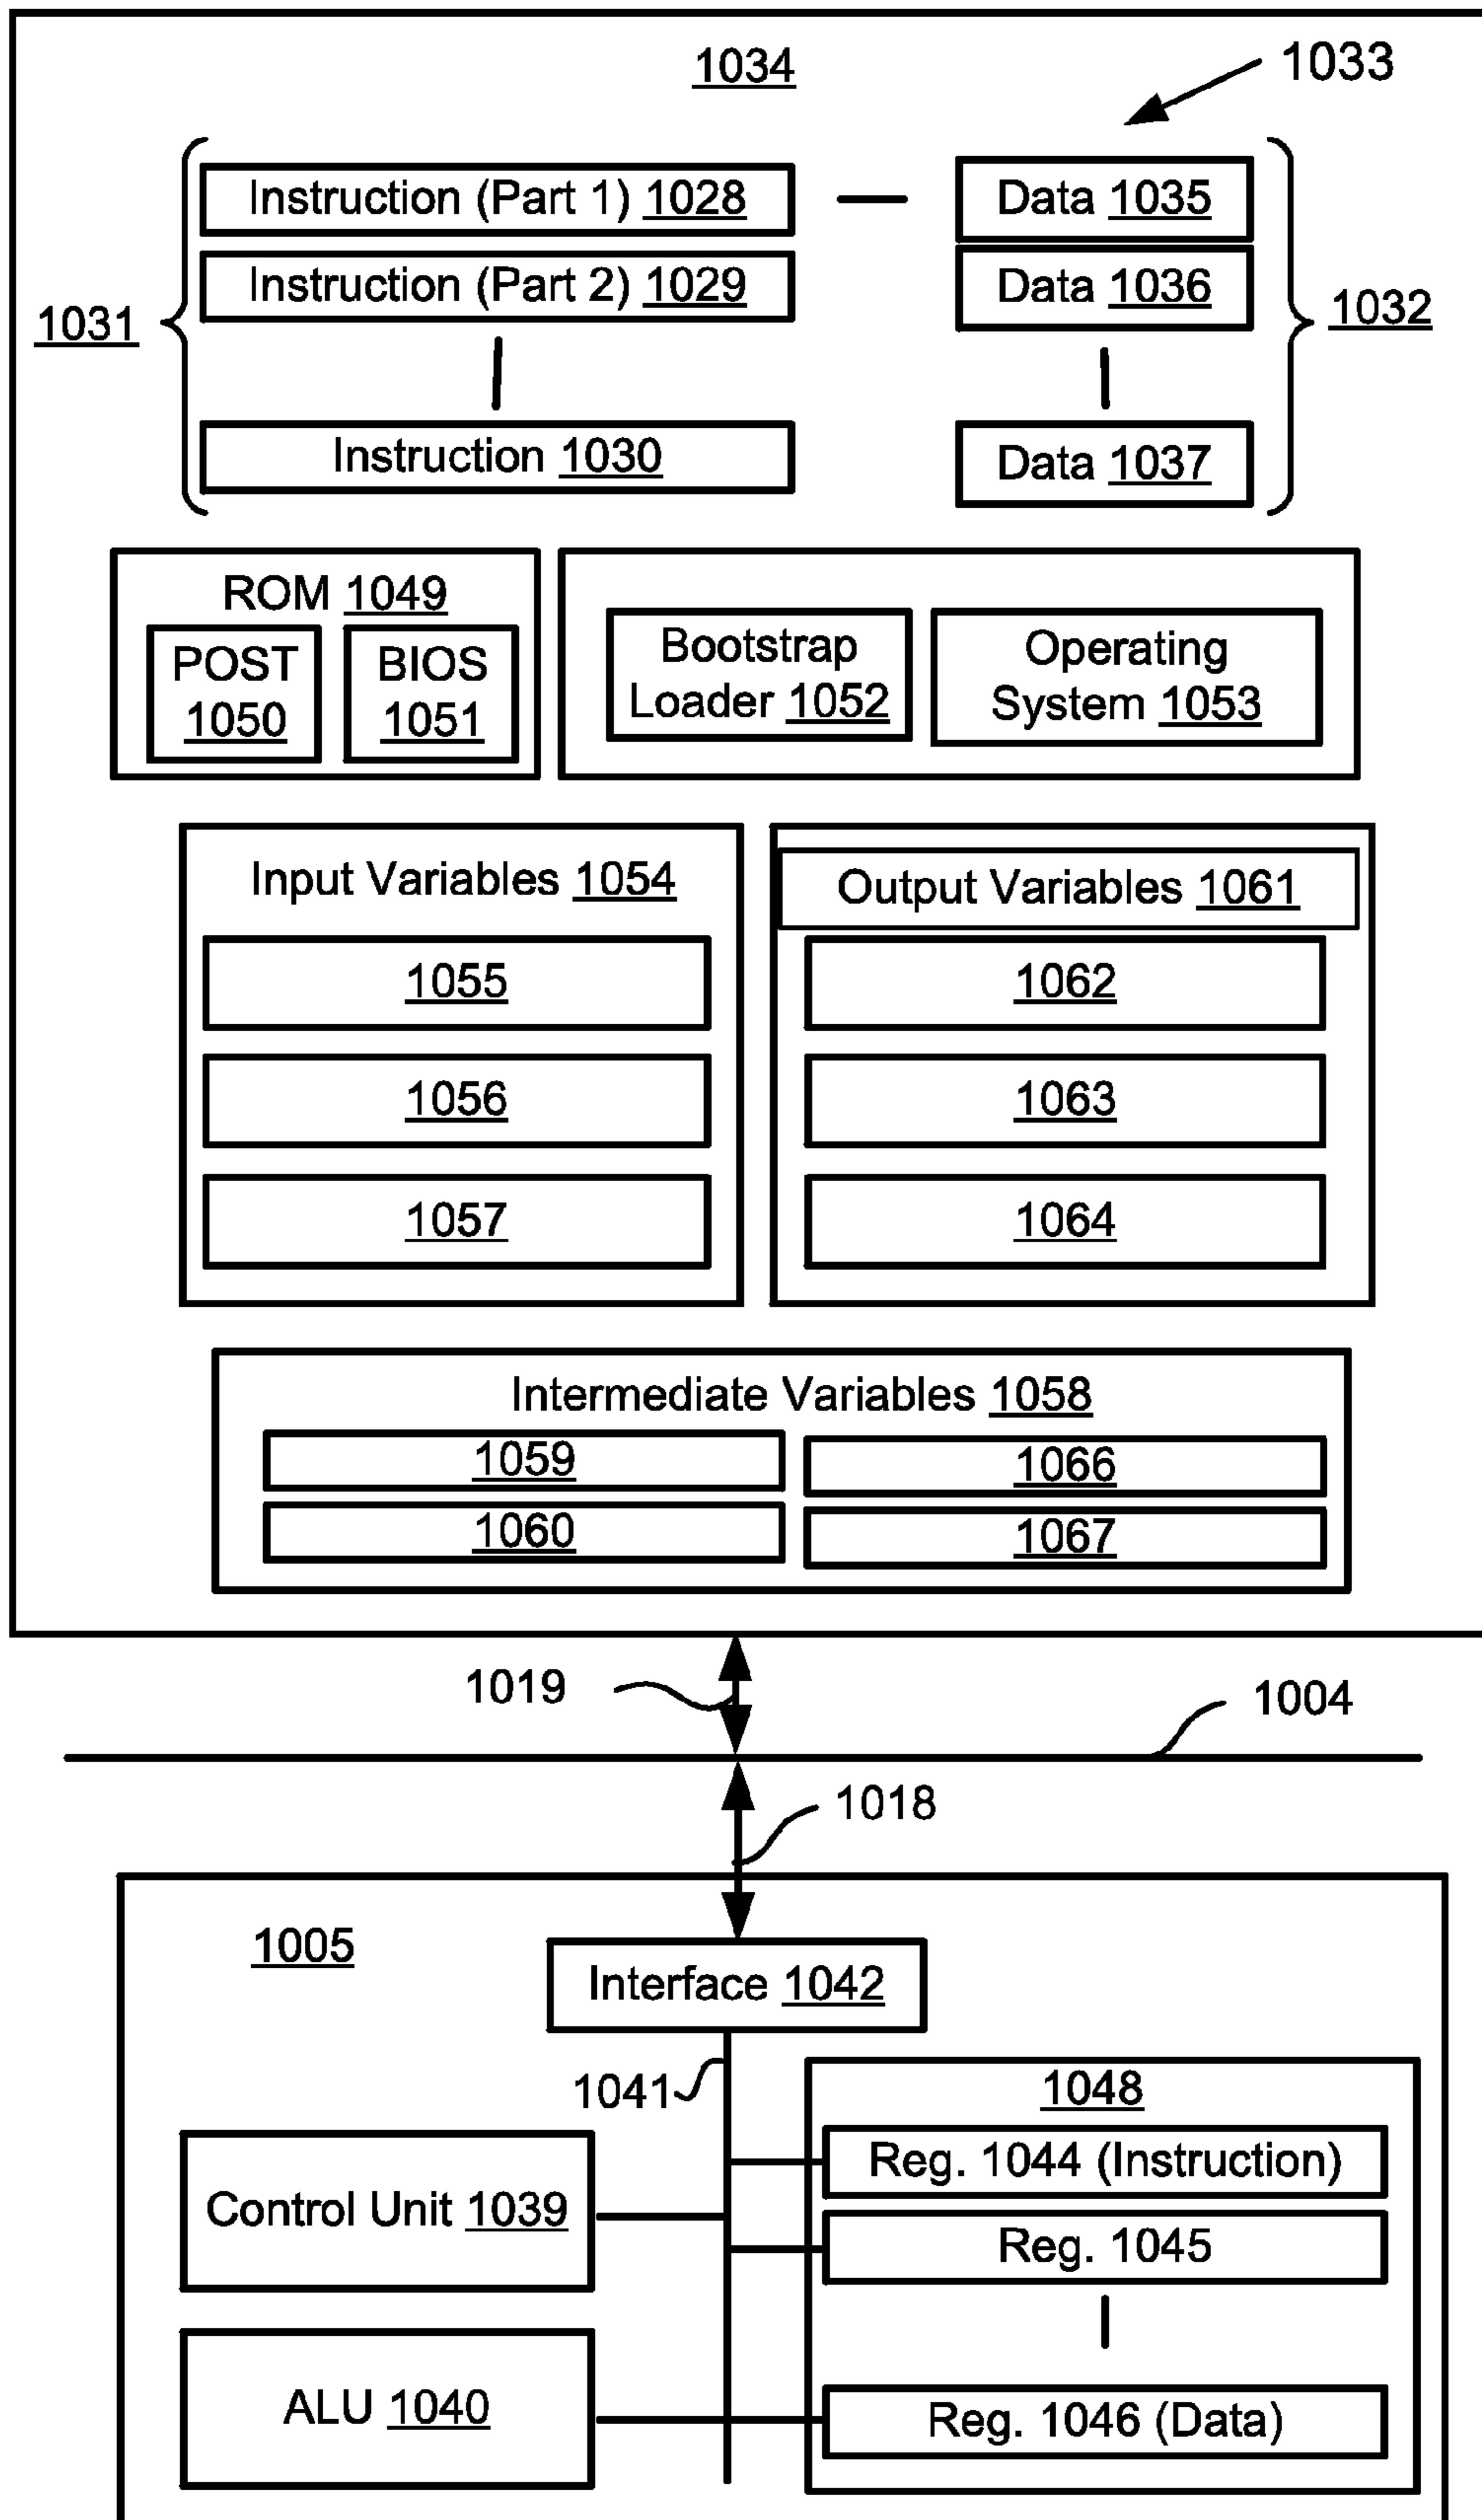 1034
1033
Instruction (Part 1) 1028
Data 1035
Instruction (Part 2) 1029
Data 1036
1031
1032
Instruction 1030
Data 1037
ROM 1049
POST
1050
BIOS
1051
Bootstrap
Loader 1052
Operating
System 1053
Input Variables 1054
1055
1056
1057
Output Variables 1061
1062
1063
1064
Intermediate Variables 1058
1059
1066
1060
1067
1019
1004
1018
1005
Interface 1042
1041
1048
Reg. 1044 (Instruction)
Control Unit 1039
Reg. 1045
ALU 1040
Reg. 1046 (Data)